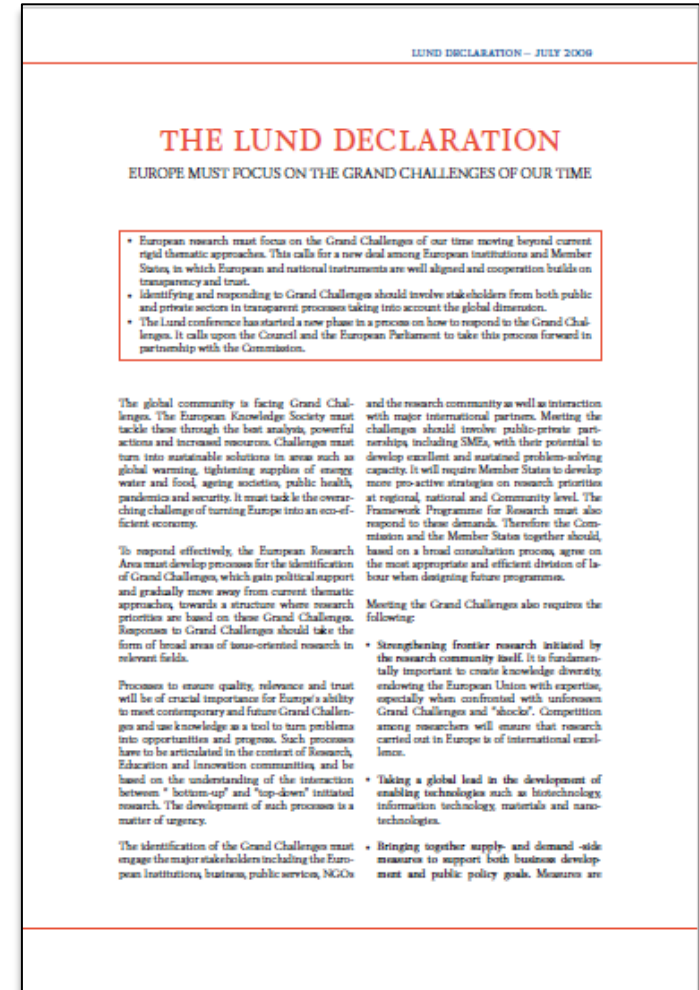 LUND DECLARATION – JULY 2009
THE LUND DECLARATION
EUROPE MUST FOCUS ON THE GRAND CHALLENGES OF OUR TIME
• European research must focus on the Grand Challenges of our time moving beyond current
rigid thematic approaches. This calls for a new deal among European institutions and Member
States, in which European and national instruments are well aligned and cooperation builds on
transparency and trust.
• Identifying and responding to Grand Challenges should involve stakeholders from both public
and private sectors in transparent processes taking into account the global dimension.
• The Lund conference has started a new phase in a process on how to respond to the Grand Chal-
lenges. It calls upon the Council and the European Parliament to take this process forward in
partnership with the Commission.
The global community is facing Grand Chal-
lenges. The European Knowledge Society must
tackle these through the best analysis, powerful
actions and increased resources. Challenges must
turn into sustainable solutions in areas such as
global warming, tightening supplies of energy,
water and food, ageing societies, public health,
pandemics and security. It must tackle the overar-
ching challenge of turning Europe into an eco-ef-
ficient economy.
To respond effectively, the European Research
Area must develop processes for the identification
of Grand Challenges, which gain political support
and gradually move away from current thematic
approaches, towards a structure where research
priorities are based on these Grand Challenges.
Responses to Grand Challenges should take the
form of broad areas of issue-oriented research in
relevant fields.
Processes to ensure quality, relevance and trust
will be of crucial importance for Europe's ability
to meet contemporary and future Grand Challen-
ges and use knowledge as a tool to turn problems
into opportunities and progress. Such processes
have to be articulated in the context of Research,
Education and Innovation communities, and be
based on the understanding of the interaction
between " bottom-up" and "top-down" initiated
research. The development of such processes is a
matter of urgency.
The identification of the Grand Challenges must
engage the major stakeholders including the Euro-
pean Institutions, business, public services, NGOs
and the research community as well as interaction
with major international partners. Meeting the
challenges should involve public-private part-
nerships, including SMEs, with their potential to
develop excellent and sustained problem-solving
capacity. It will require Member States to develop
more pro-active strategies on research priorities
at regional, national and Community level. The
Framework Programme for Research must also
respond to these demands. Therefore the Com-
mission and the Member States together should,
based on a broad consultation process, agree on
the most appropriate and efficient division of la-
bour when designing future programmes.
Meeting the Grand Challenges also requires the
following:
• Strengthening frontier research initiated by
the research community itself. It is fundamen-
tally important to create knowledge diversity,
endowing the European Union with expertise,
especially when confronted with unforeseen
Grand Challenges and "shocks". Competition
among researchers will ensure that research
carried out in Europe is of international excel-
lence.
• Taking a global lead in the development of
enabling technologies such as biotechnology,
information technology, materials and nano-
technologies.
• Bringing together supply- and demand -side
measures to support both business develop-
ment and public policy goals. Measures are